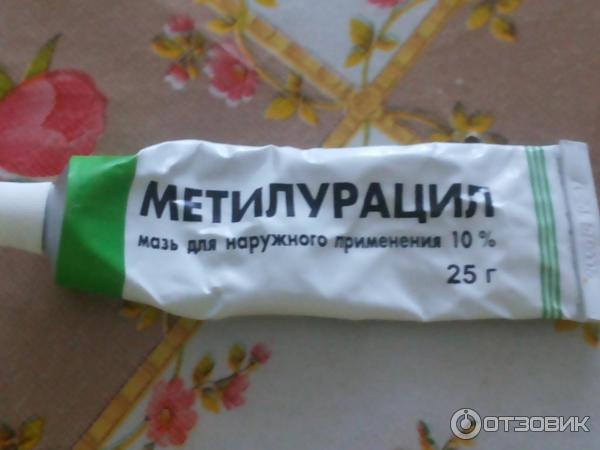 МЕТИЛУРАЦИЛ
мазь для наружного применения 10 %
25 г
ОТЗОВИК